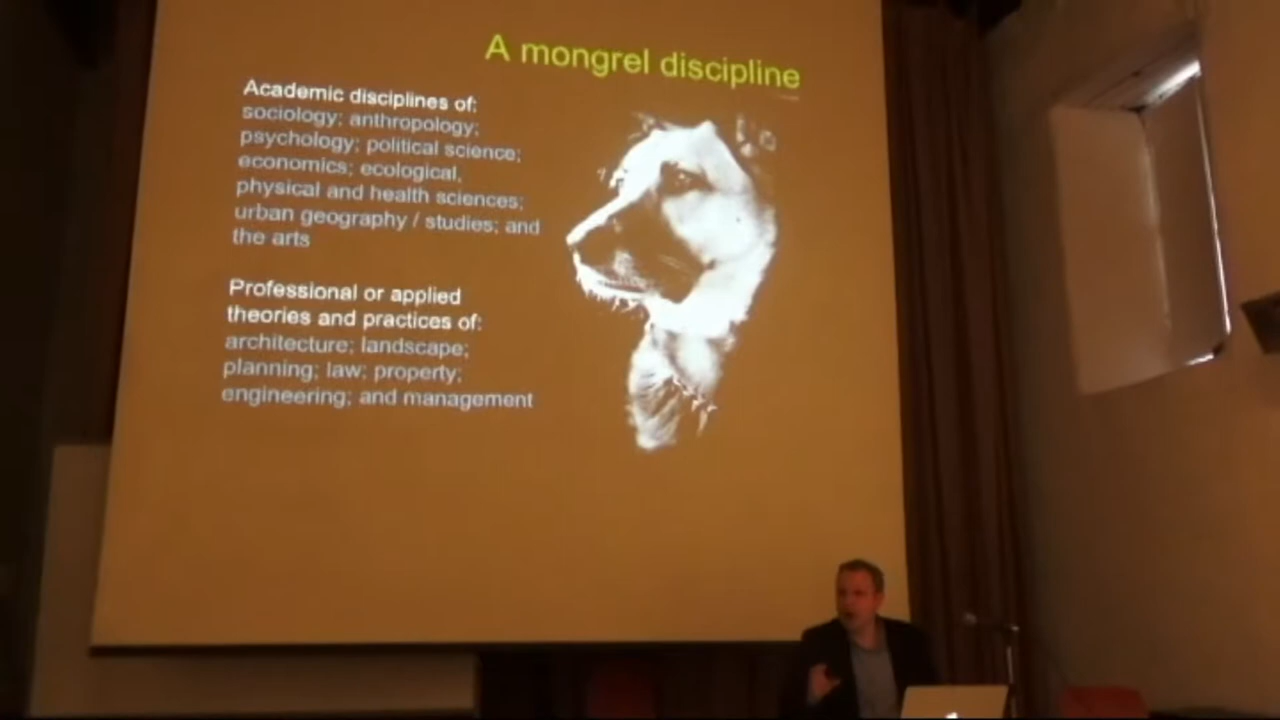 A mongrel discipline
Academic disciplines of:
sociology; anthropology;
psychology; political science;
economics; ecological,
physical and health sciences;
urban geography / studies; and
the arts
Professional or applied
theories and practices of:
architecture; landscape;
planning; law; property;
engineering; and management